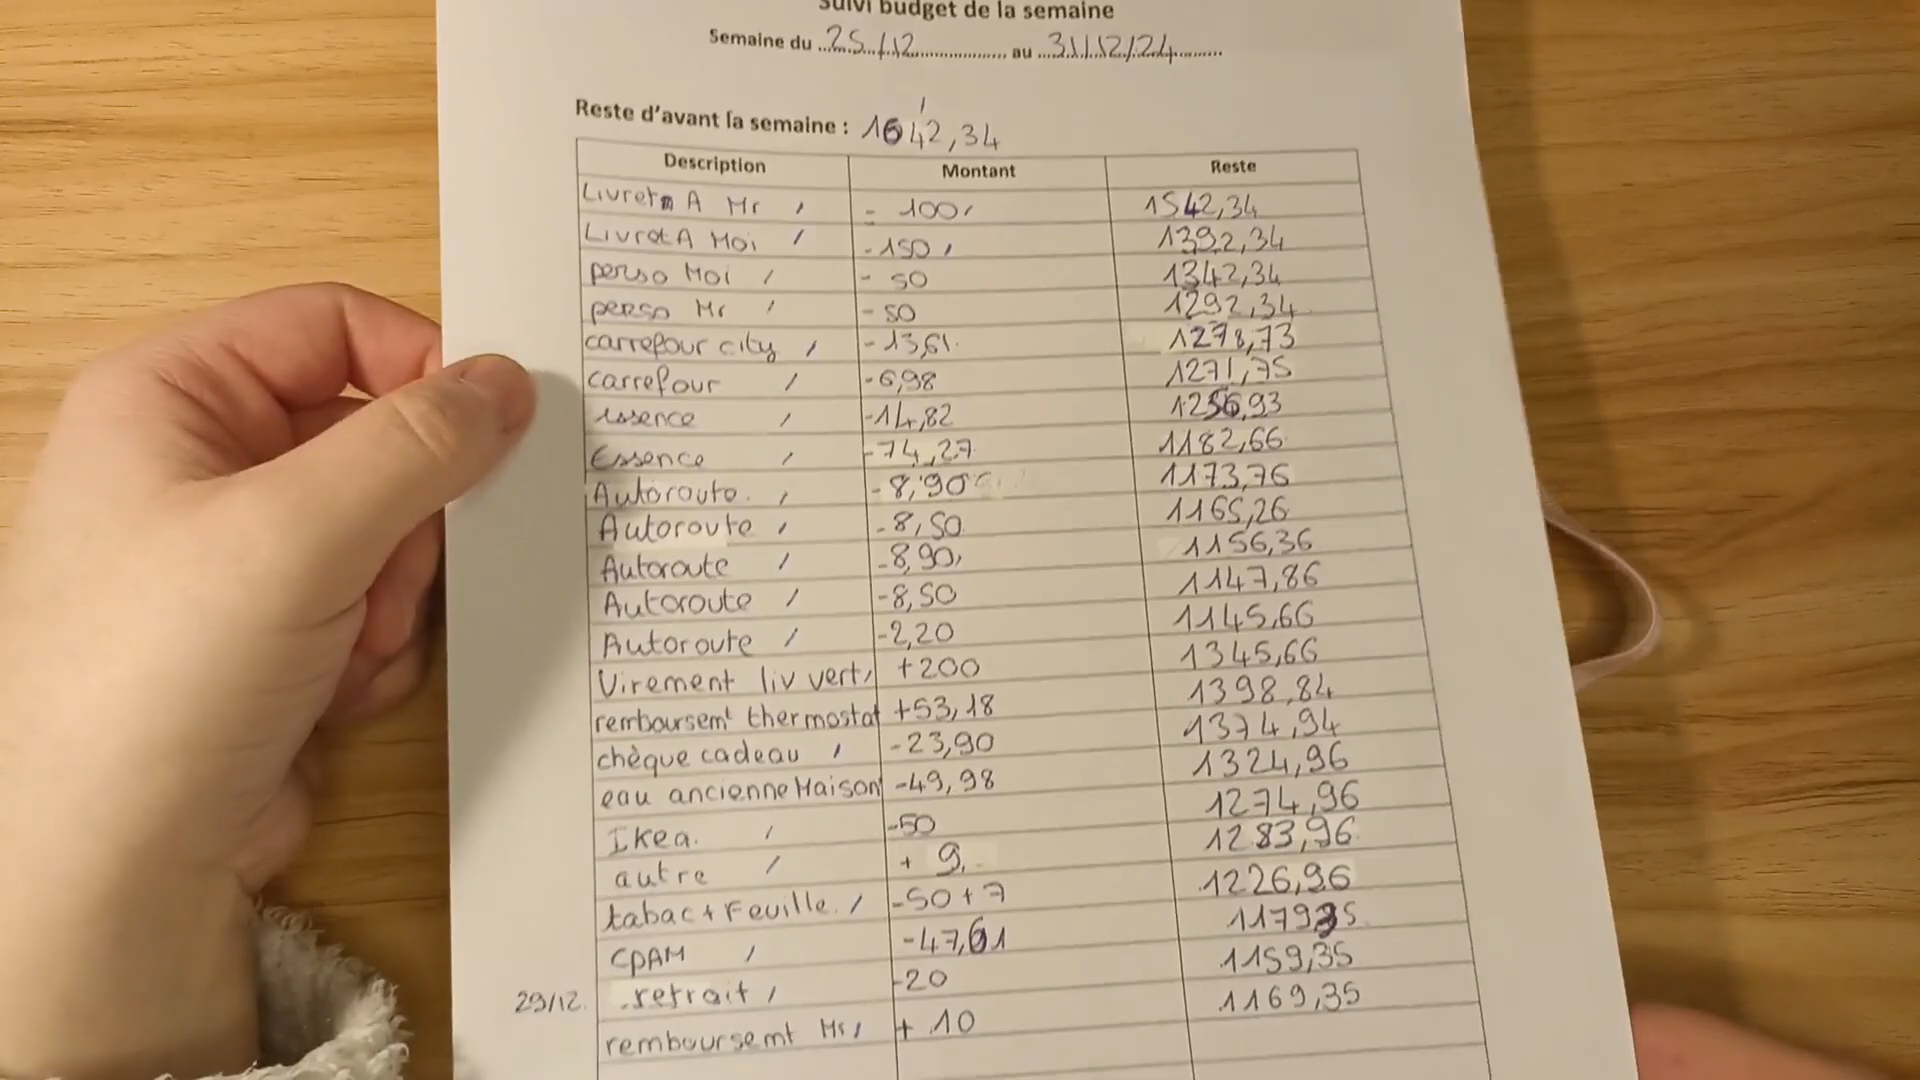 Suivi budget de la semaine
Semaine du 25/12 au 31/12/24
Reste d'avant la semaine : 1642,34
Description Montant Reste
Livret A Mr - 100 1542,34
Livret A Moi - 150 1392,34
perso Moi - 50 1342,34
perso Mr - 50 1292,34
carrefour city - 13,61 1278,73
carrefour -6,98 1271,75
essence -14,82 1256,93
Essence -74,27 1182,66
Autoroute -8,90 1173,76
Autoroute -8,50 1165,26
Autoroute -8,90 1156,36
Autoroute -8,50 1147,86
Autoroute -2,20 1145,66
Virement liv vert +200 1345,66
remboursemt thermostat +53,18 1398,84
chèque cadeau -23,90 1374,94
eau ancienne Maison -49,98 1324,96
Ikea. -50 1274,96
autre + 9, 1283,96
tabac + Feuille. -50+7 1226,96
CPAM -47,61 1179,35
29/12. retrait -20 1159,35
remboursemt Mr + 10 1169,35